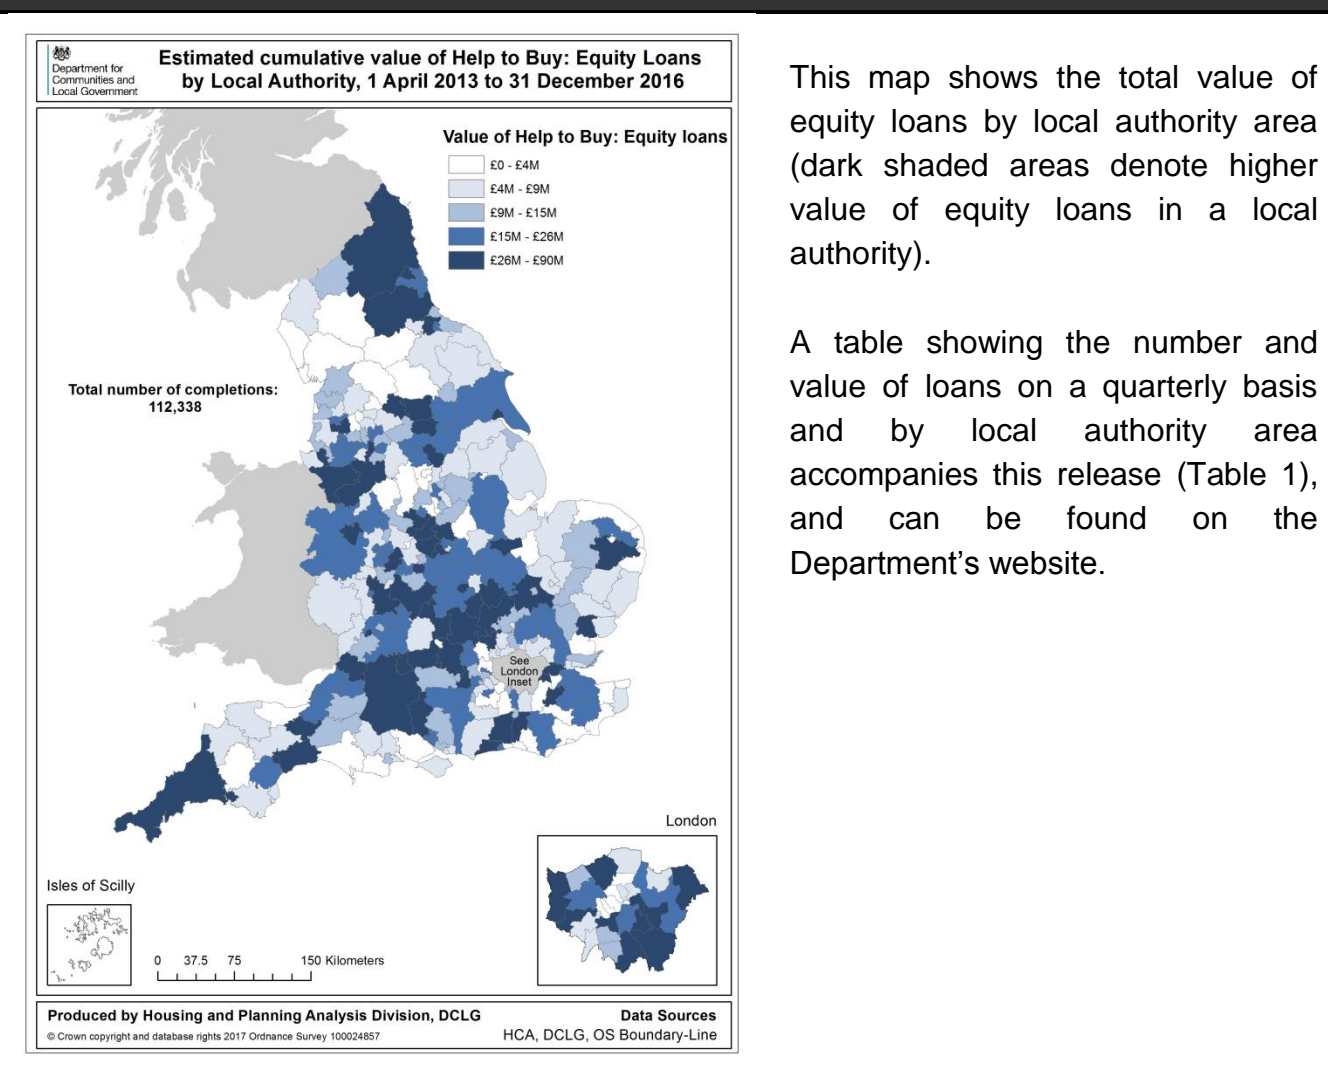 Department for
Communities and
Local Government
Estimated cumulative value of Help to Buy: Equity Loans
by Local Authority, 1 April 2013 to 31 December 2016
Value of Help to Buy: Equity loans
£0 - £4M
£4M - £9M
£9M - £15M
£15M - £26M
£26M - £90M
Total number of completions:
112,338
See
London
Inset
London
Isles of Scilly
0 37.5 75 150 Kilometers
Produced by Housing and Planning Analysis Division, DCLG
© Crown copyright and database rights 2017 Ordnance Survey 100024857
Data Sources
HCA, DCLG, OS Boundary-Line
This map shows the total value of
equity loans by local authority area
(dark shaded areas denote higher
value of equity loans in a local
authority).
A table showing the number and
value of loans on a quarterly basis
and by local authority area
accompanies this release (Table 1),
and can be found on the
Department’s website.